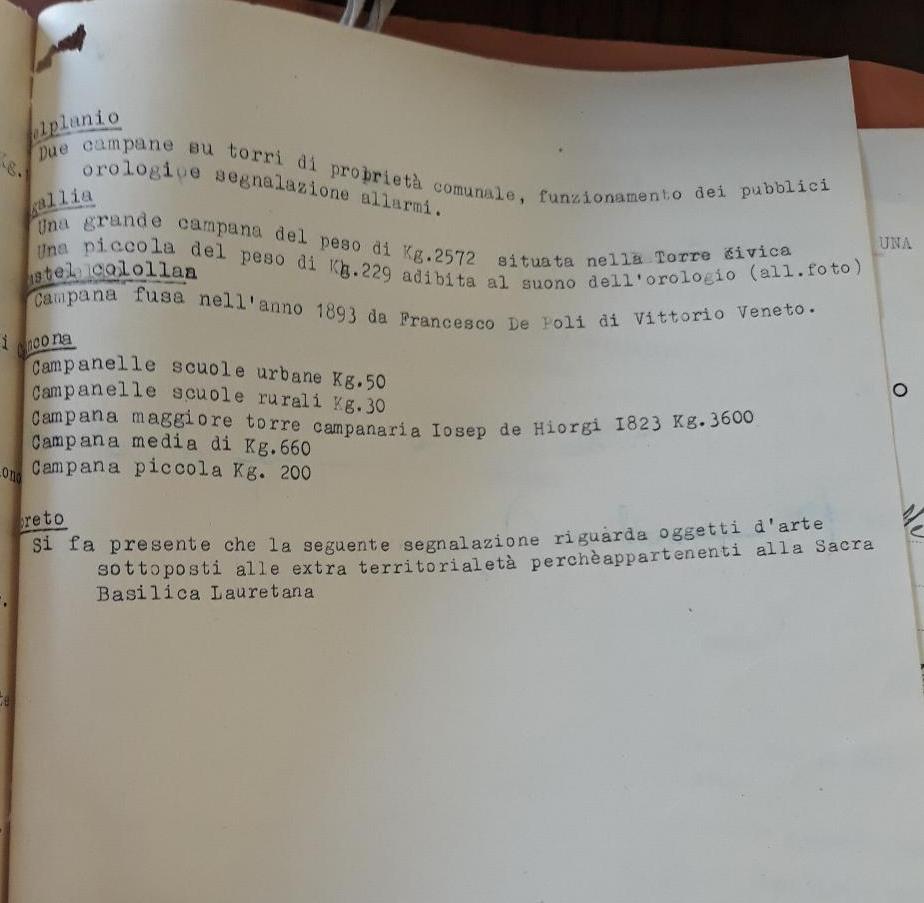 elplanio
Due campane su torri di proprietà comunale, funzionamento dei pubblici
orologi e segnalazione allarmi.
gallia
Una grande campana del peso di Kg.2572 situata nella Torre civica
Una piccola del peso di Kg.229 adibita al suono dell'orologio (all.foto)
Campana fusa nell'anno 1893 da Francesco De Poli di Vittorio Veneto.
ncona
Campanelle scuole urbane Kg.50
Campanelle scuole rurali Kg.30
Campana maggiore torre campanaria Iosep de Hiorgi I823 Kg.3600
Campana media di Kg.660
Campana piccola Kg. 200
oreto
Si fa presente che la seguente segnalazione riguarda oggetti d'arte
sottoposti alle extra territorialetà perchèappartenenti alla Sacra
Basilica Lauretana
UNA